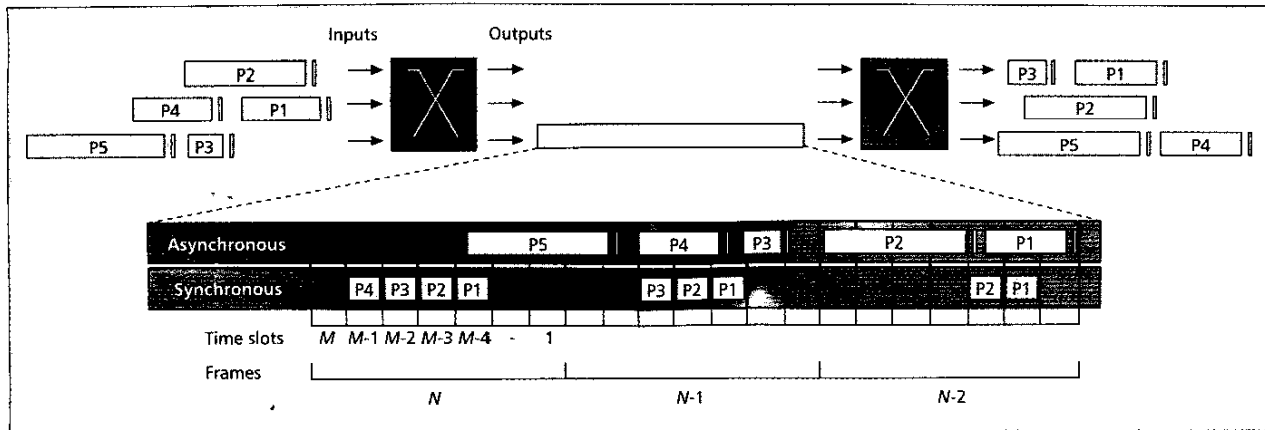 Inputs Outputs
P2 P3 P1
P4 P1 P2
P5 P3 P5 P4
Asynchronous P5 P4 P3 P2 P1
Synchronous P4 P3 P2 P1 P3 P2 P1 P2 P1
Time slots M M-1 M-2 M-3 M-4 - 1
Frames
N N-1 N-2